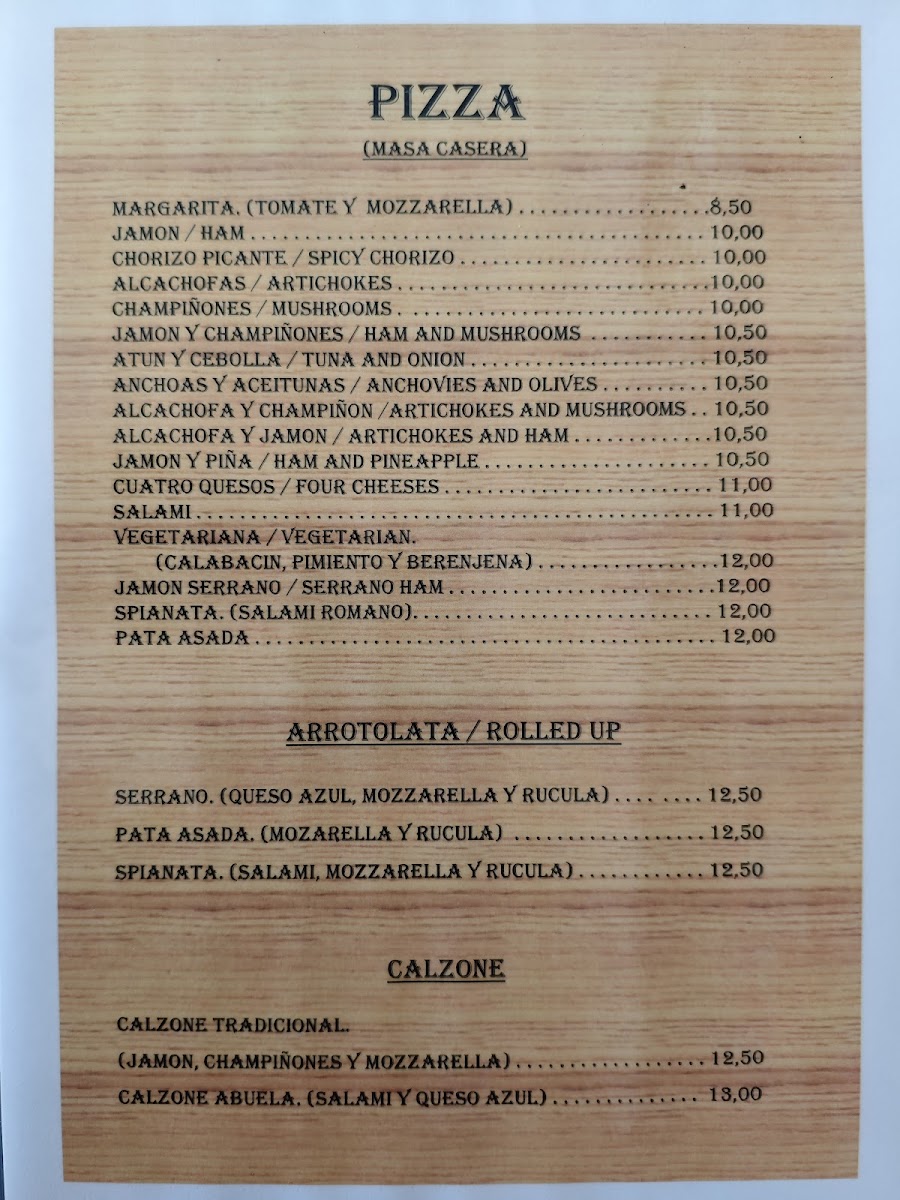 PIZZA
(MASA CASERA)
MARGARITA. (TOMATE Y MOZZARELLA) . . . . . . . . . . . . . . . . . .8,50
JAMON / HAM . . . . . . . . . . . . . . . . . . . . . . . . . . . . . . . . . . . . . . . . . . 10,00
CHORIZO PICANTE / SPICY CHORIZO . . . . . . . . . . . . . . . . . . . . . . . 10,00
ALCACHOFAS / ARTICHOKES . . . . . . . . . . . . . . . . . . . . . . . . . . . . .10,00
CHAMPIÑONES / MUSHROOMS . . . . . . . . . . . . . . . . . . . . . . . . . . . . 10,00
JAMON Y CHAMPIÑONES / HAM AND MUSHROOMS . . . . . . . . . . . 10,50
ATUN Y CEBOLLA / TUNA AND ONION . . . . . . . . . . . . . . . . . . . . . . 10,50
ANCHOAS Y ACEITUNAS / ANCHOVIES AND OLIVES . . . . . . . . . . 10,50
ALCACHOFA Y CHAMPIÑON /ARTICHOKES AND MUSHROOMS . . 10,50
ALCACHOFA Y JAMON / ARTICHOKES AND HAM . . . . . . . . . . . . .10,50
JAMON Y PIÑA / HAM AND PINEAPPLE . . . . . . . . . . . . . . . . . . . . . 10,50
CUATRO QUESOS / FOUR CHEESES . . . . . . . . . . . . . . . . . . . . . . . . . 11,00
SALAMI . . . . . . . . . . . . . . . . . . . . . . . . . . . . . . . . . . . . . . . . . . . . . . . . 11,00
VEGETARIANA / VEGETARIAN.
(CALABACIN, PIMIENTO Y BERENJENA) . . . . . . . . . . . . . . . . .12,00
JAMON SERRANO / SERRANO HAM . . . . . . . . . . . . . . . . . . . . . . . . .12,00
SPIANATA. (SALAMI ROMANO). . . . . . . . . . . . . . . . . . . . . . . . . . . . 12,00
PATA ASADA . . . . . . . . . . . . . . . . . . . . . . . . . . . . . . . . . . . . . . . . . . . 12,00
ARROTOLATA / ROLLED UP
SERRANO. (QUESO AZUL, MOZZARELLA Y RUCULA) . . . . . . . . 12,50
PATA ASADA. (MOZARELLA Y RUCULA) . . . . . . . . . . . . . . . . . . 12,50
SPIANATA. (SALAMI, MOZZARELLA Y RUCULA) . . . . . . . . . . . . 12,50
CALZONE
CALZONE TRADICIONAL.
(JAMON, CHAMPIÑONES Y MOZZARELLA) . . . . . . . . . . . . . . . . . . 12,50
CALZONE ABUELA. (SALAMI Y QUESO AZUL) . . . . . . . . . . . . . . 13,00